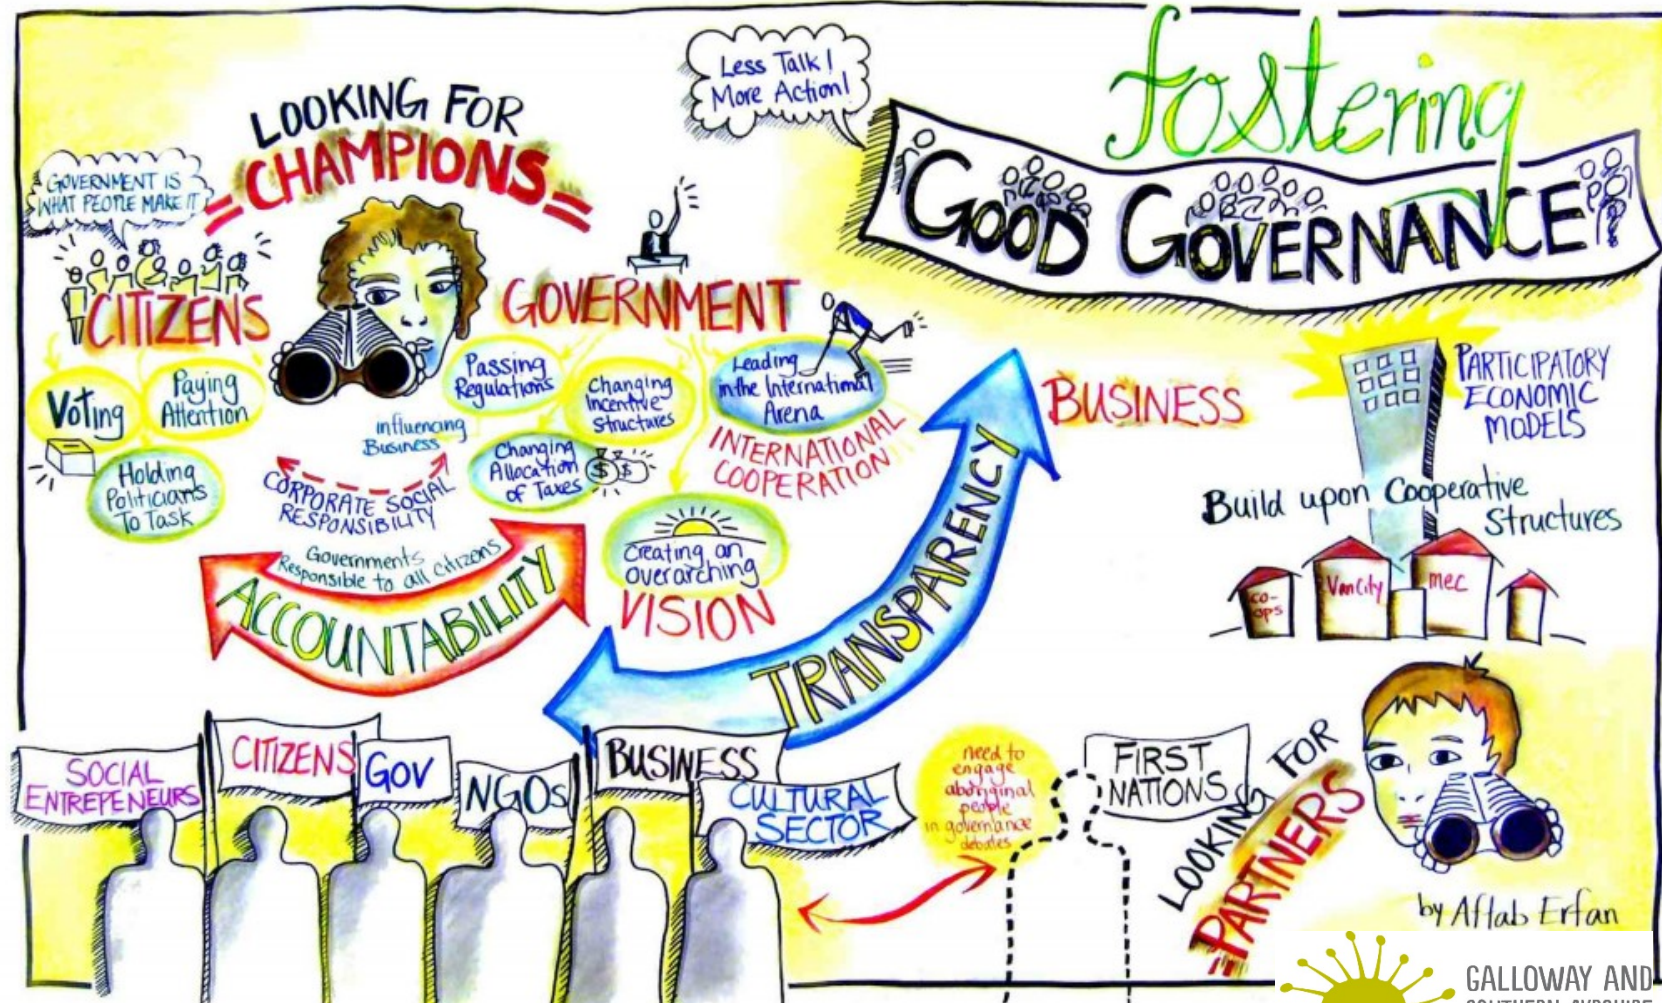 fostering
GOOD GOVERNANCE
Less Talk!
More Action!
LOOKING FOR
CHAMPIONS
GOVERNMENT IS
WHAT PEOPLE MAKE IT
CITIZENS
Voting
Paying
Attention
Holding
Politicians
To Task
influencing
Business
CORPORATE SOCIAL
RESPONSIBILITY
Governments
Responsible to all citizens
ACCOUNTABILITY
GOVERNMENT
Passing
Regulations
Changing
Incentive
Structures
Changing
Allocation
of Taxes
$ $
Leading
in the International
Arena
INTERNATIONAL
COOPERATION
Creating an
overarching
VISION
TRANSPARENCY
BUSINESS
PARTICIPATORY
ECONOMIC
MODELS
Build upon Cooperative
Structures
co-
ops
VanCity
mec
SOCIAL
ENTREPENEURS
CITIZENS
GOV
NGOs
BUSINESS
CULTURAL
SECTOR
need to
engage
aboriginal
people
in governance
debates
FIRST
NATIONS
LOOKING FOR
PARTNERS
by Aftab Erfan
GALLOWAY AND
SOUTHERN AYRSHIRE